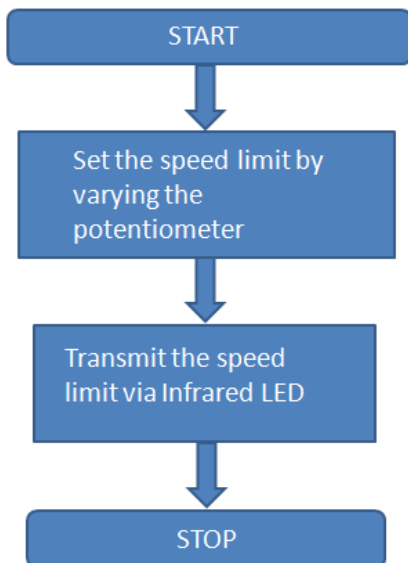 START
Set the speed limit by
varying the
potentiometer
Transmit the speed
limit via Infrared LED
STOP